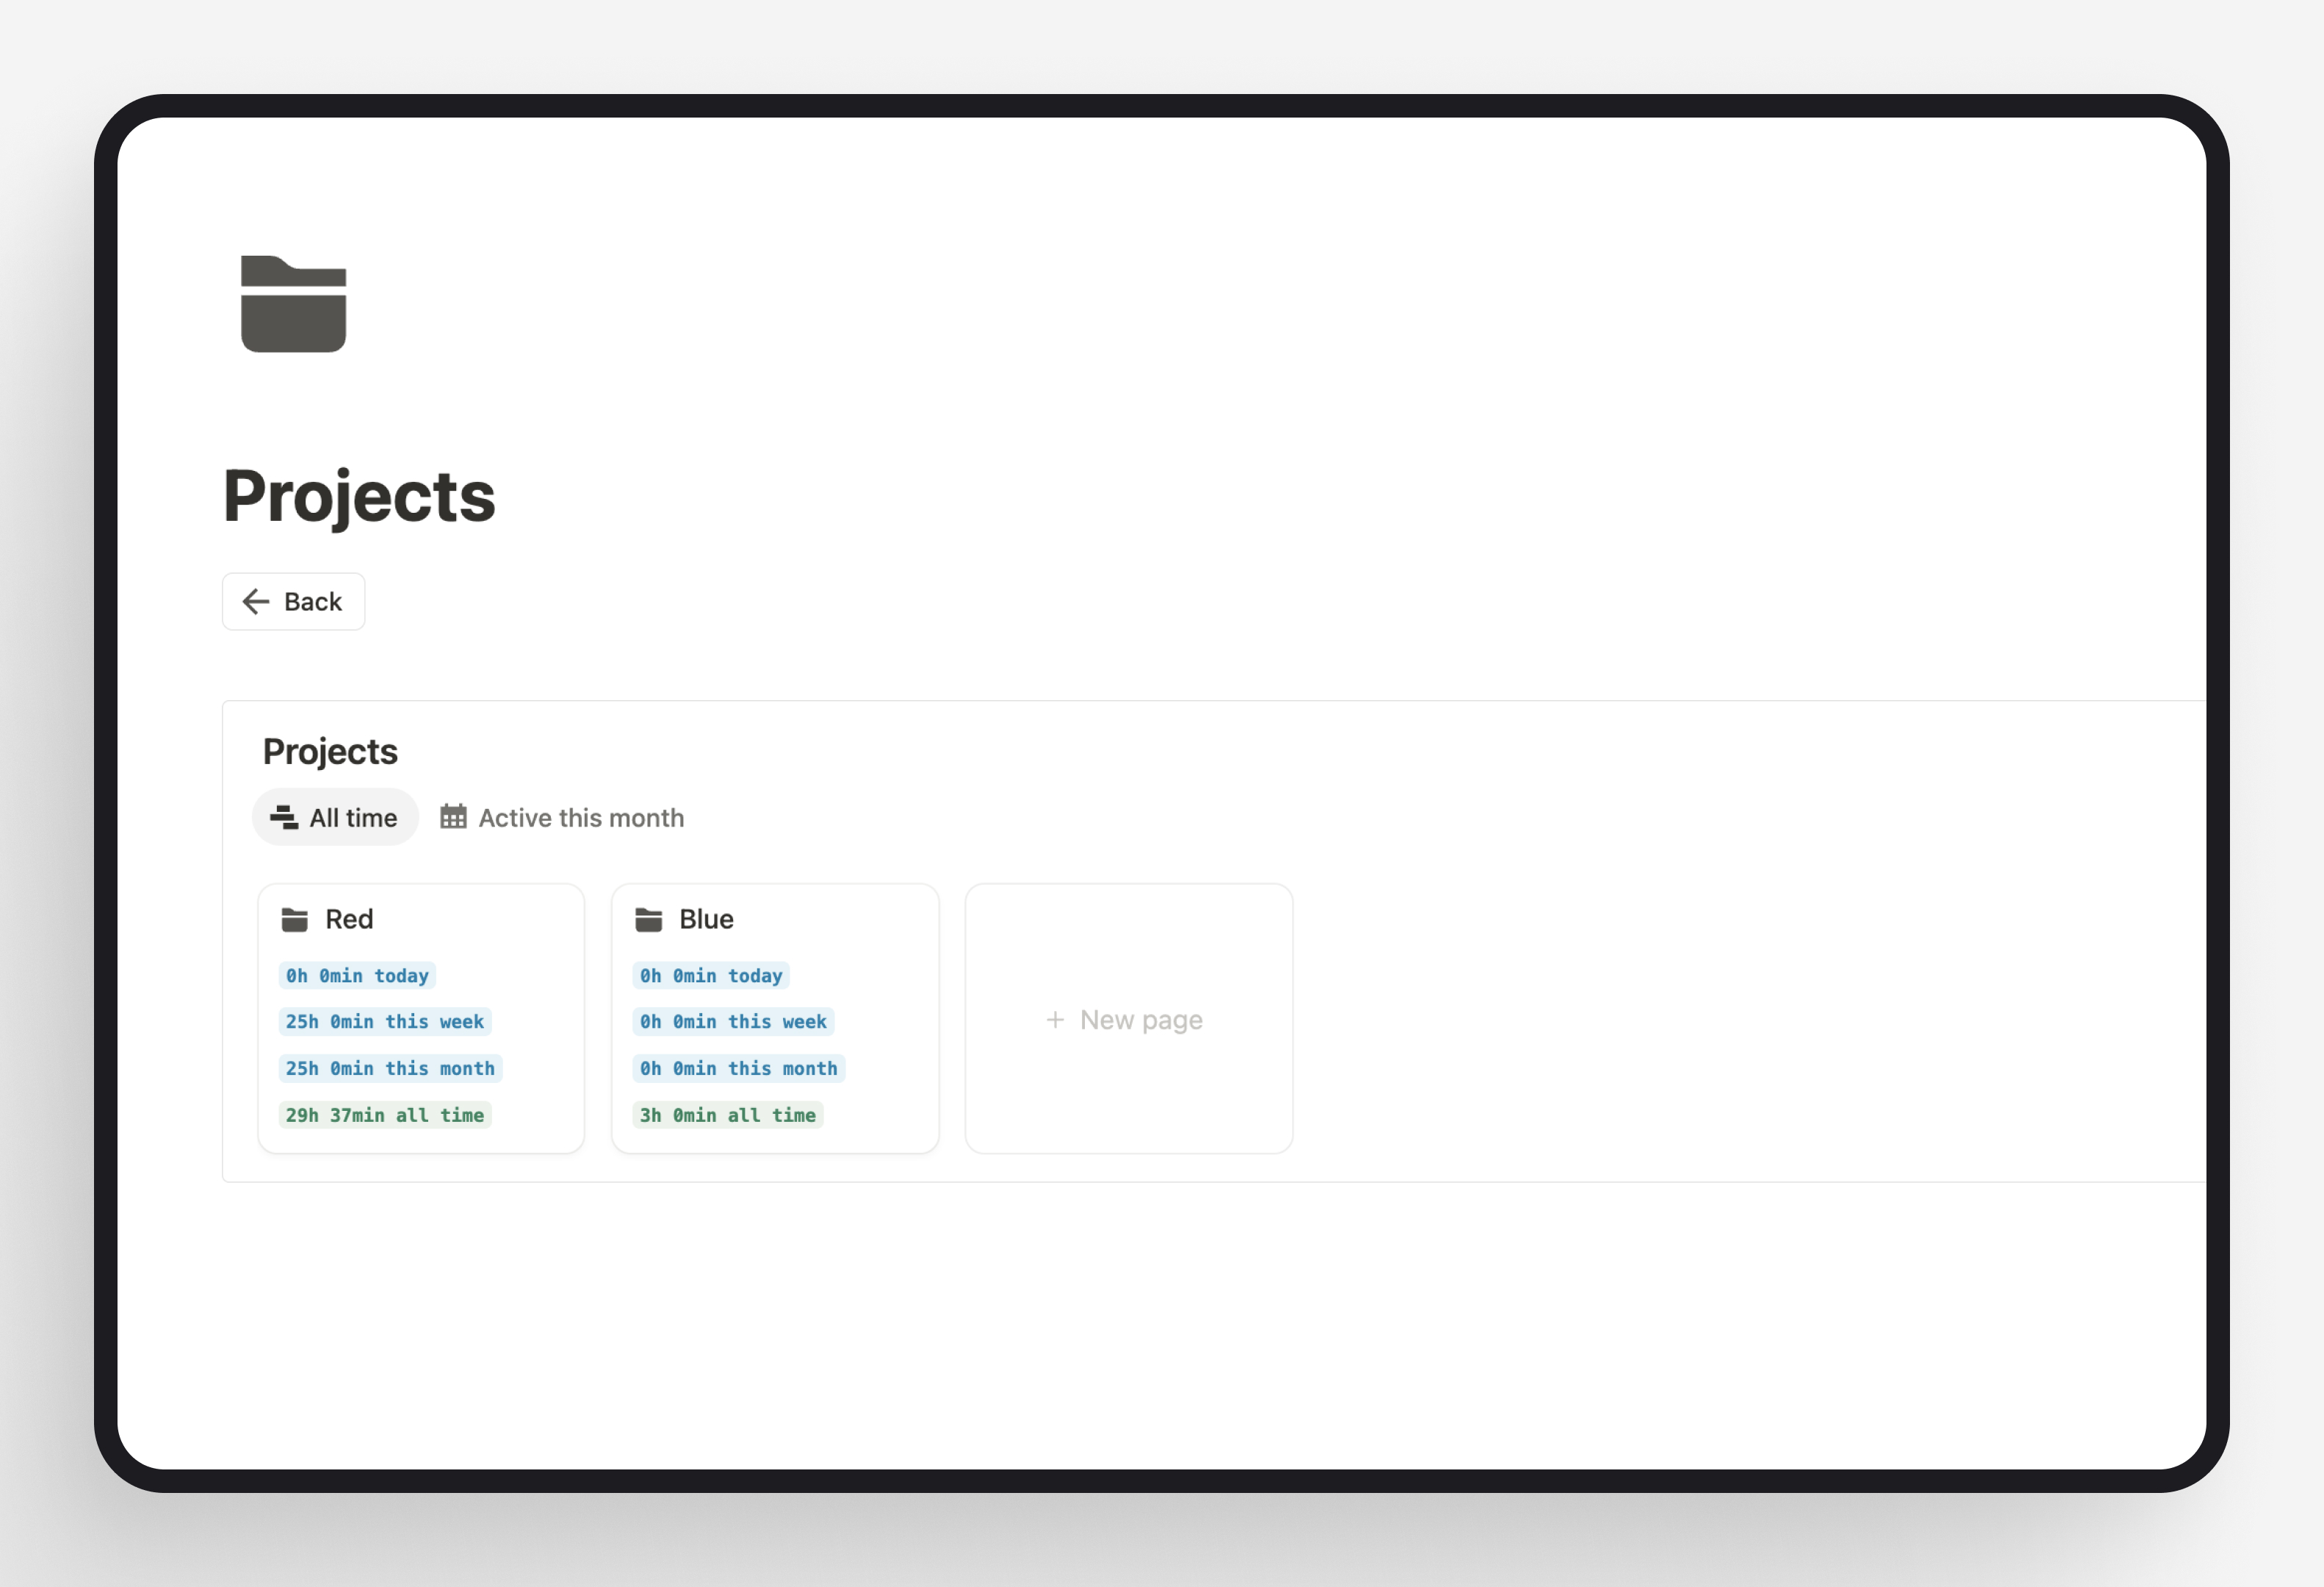 Projects
Back
Projects
All time
Active this month
Red
0h 0min today
25h 0min this week
25h 0min this month
29h 37min all time
Blue
0h 0min today
0h 0min this week
0h 0min this month
3h 0min all time
+ New page